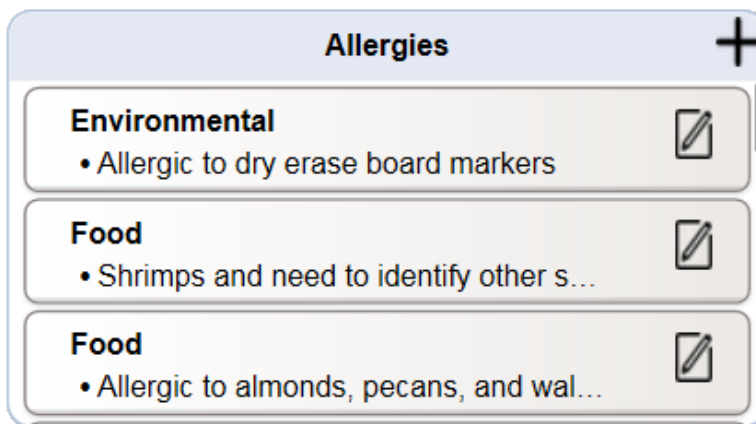 Allergies
Environmental
• Allergic to dry erase board markers
Food
• Shrimps and need to identify other s...
Food
• Allergic to almonds, pecans, and wal...